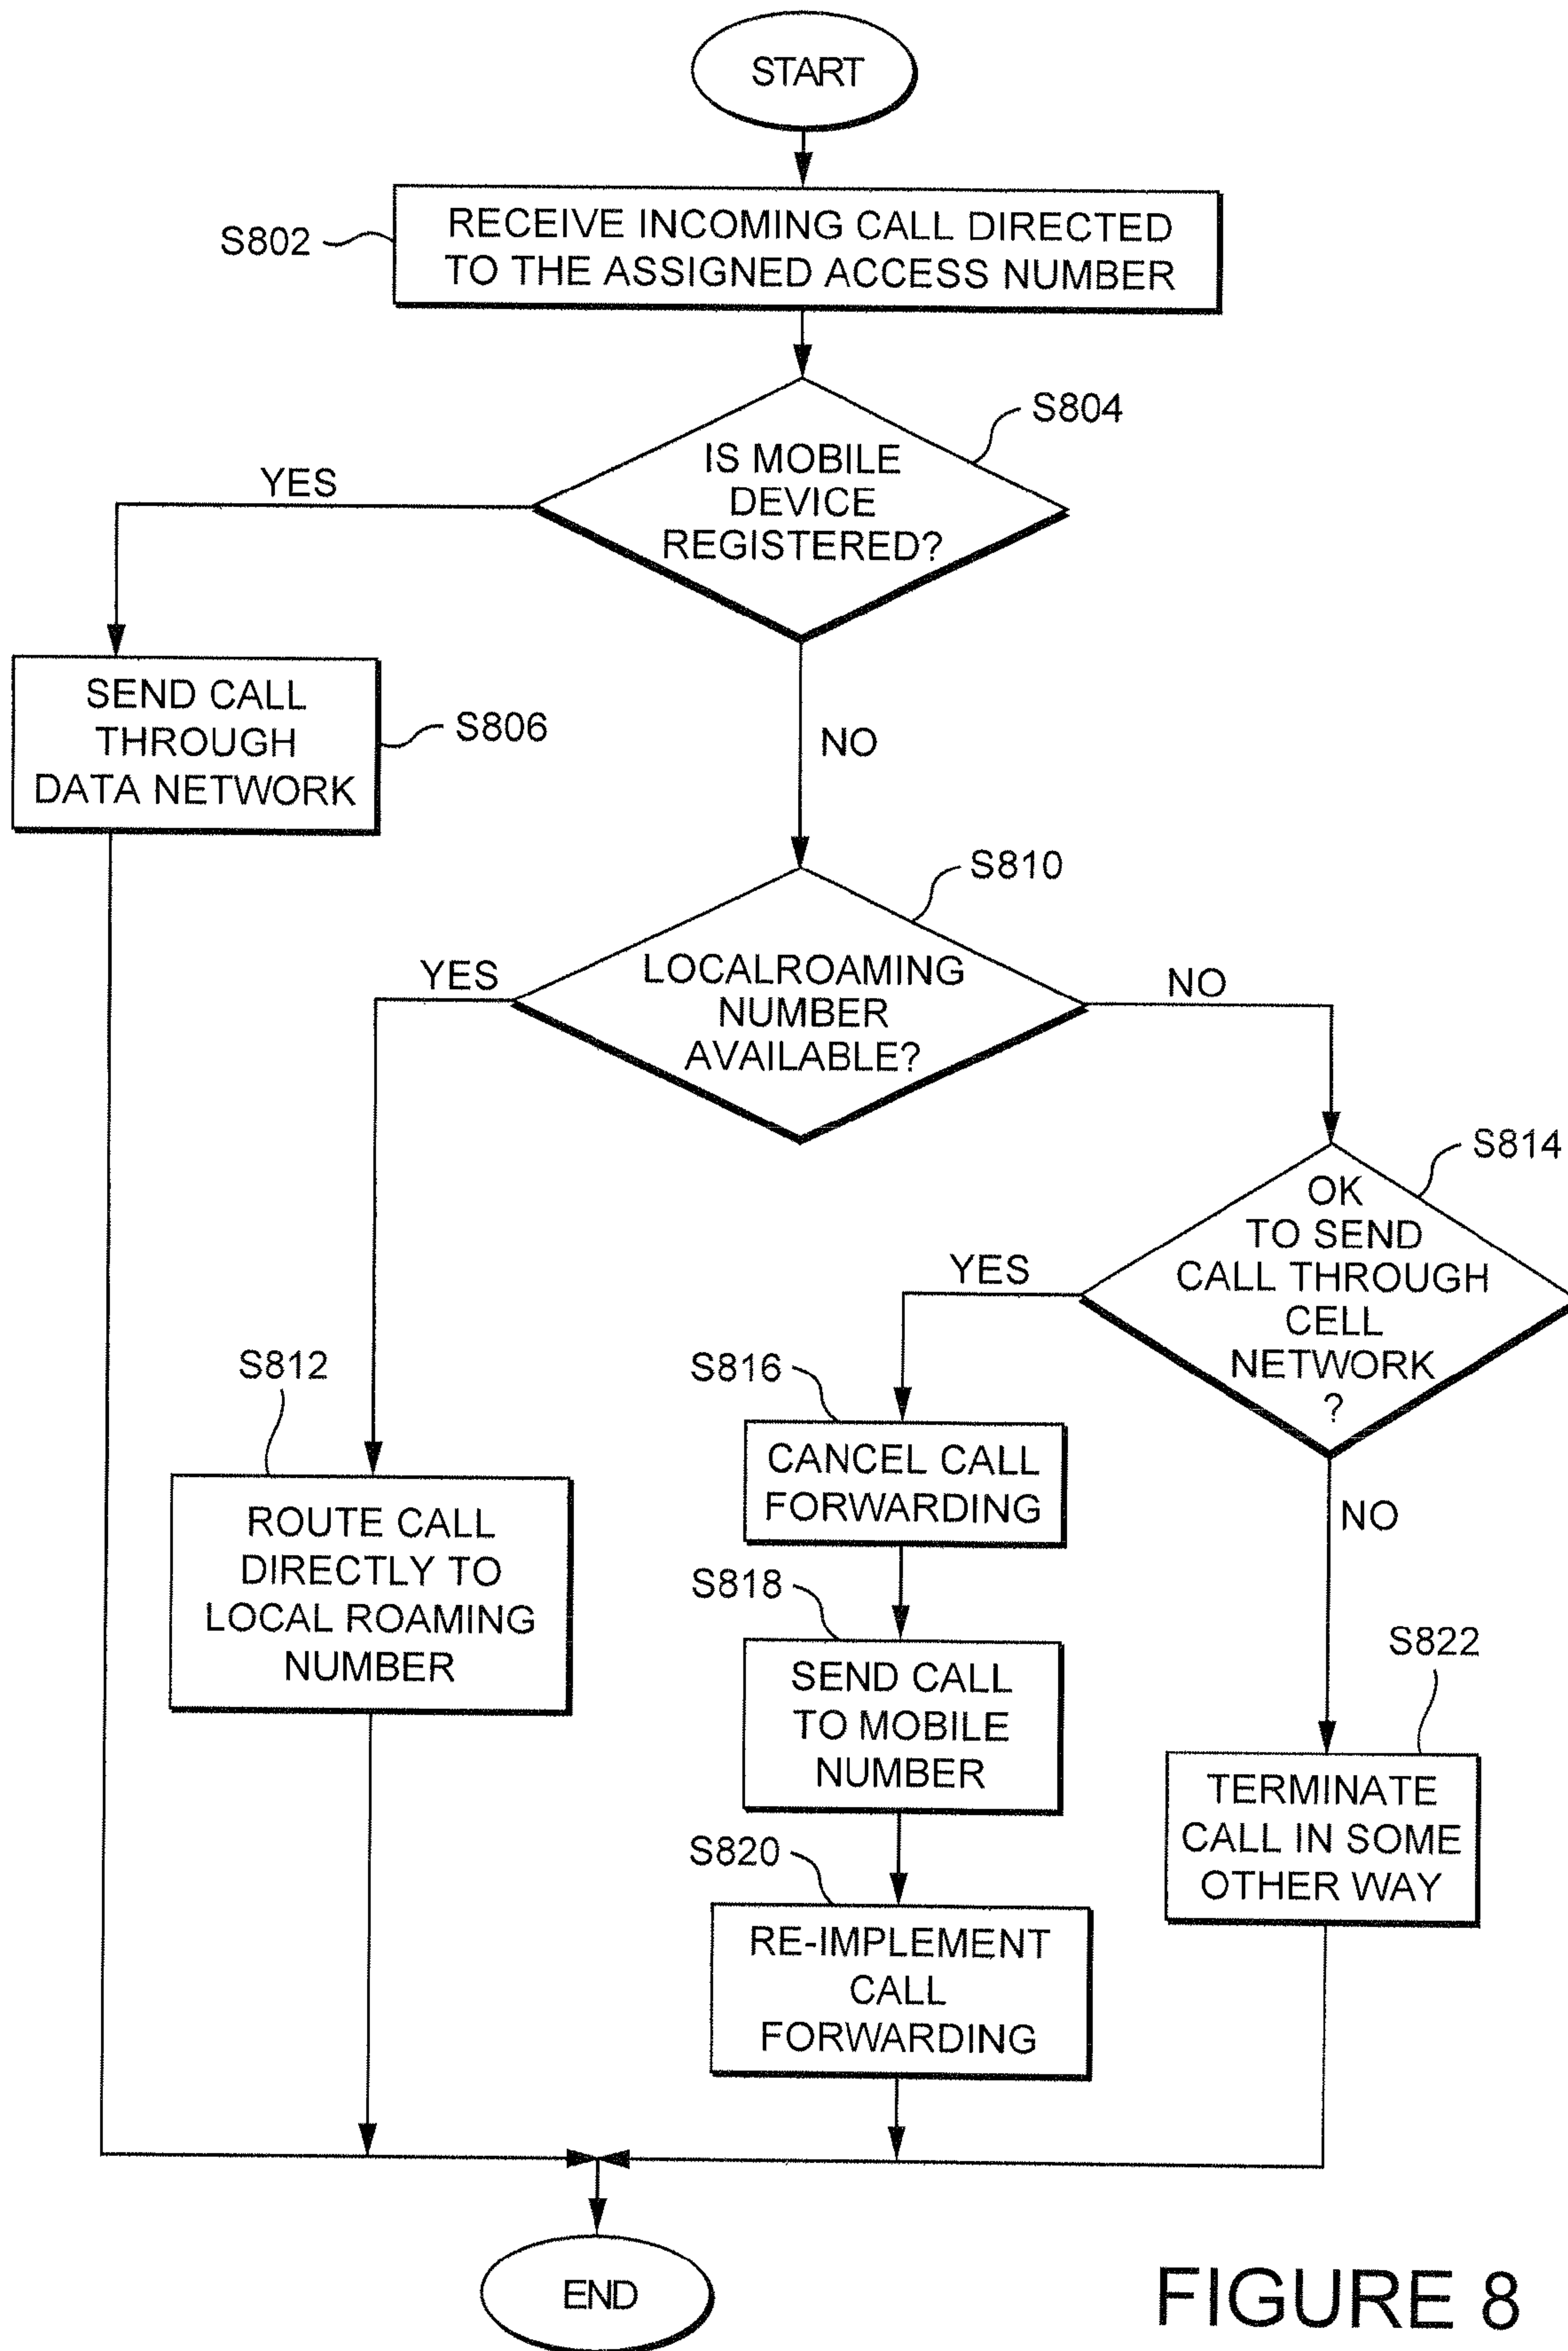 START
S802
RECEIVE INCOMING CALL DIRECTED
TO THE ASSIGNED ACCESS NUMBER
S804
IS MOBILE
DEVICE
REGISTERED?
YES
NO
SEND CALL
THROUGH
DATA NETWORK
S806
S810
LOCALROAMING
NUMBER
AVAILABLE?
YES
NO
S814
OK
TO SEND
CALL THROUGH
CELL
NETWORK
?
YES
NO
S812
ROUTE CALL
DIRECTLY TO
LOCAL ROAMING
NUMBER
S816
CANCEL CALL
FORWARDING
S818
SEND CALL
TO MOBILE
NUMBER
S820
RE-IMPLEMENT
CALL
FORWARDING
S822
TERMINATE
CALL IN SOME
OTHER WAY
END
FIGURE 8